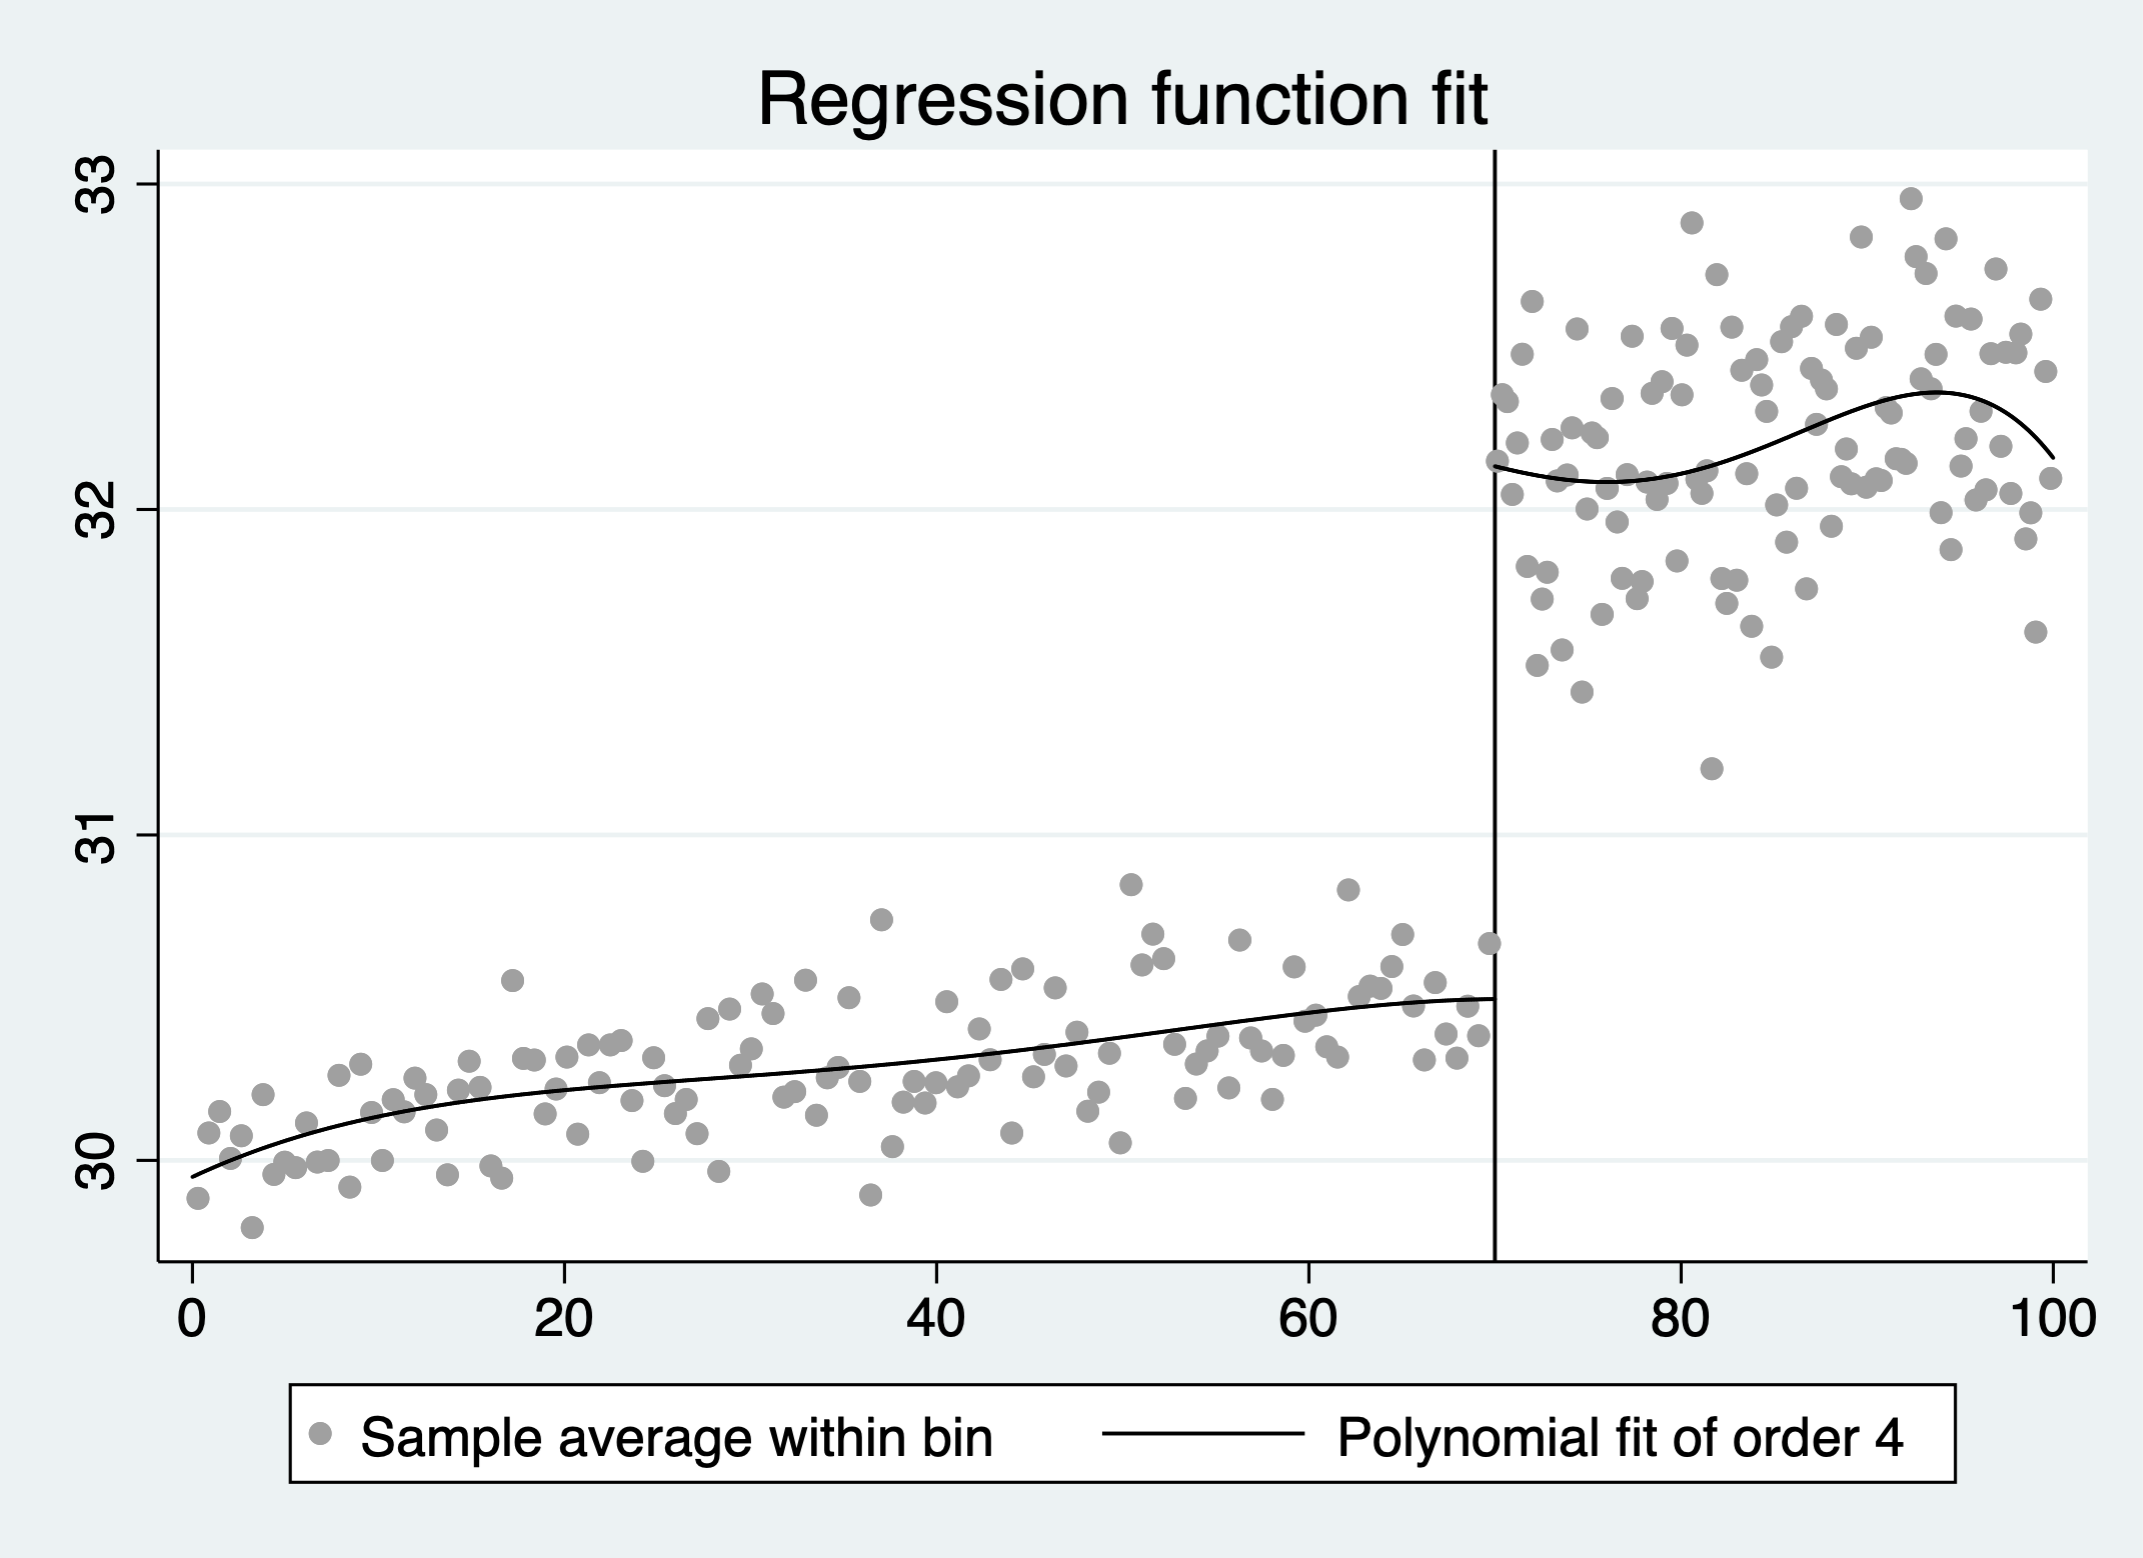 Regression function fit
33
32
31
30
0 20 40 60 80 100
Sample average within bin Polynomial fit of order 4